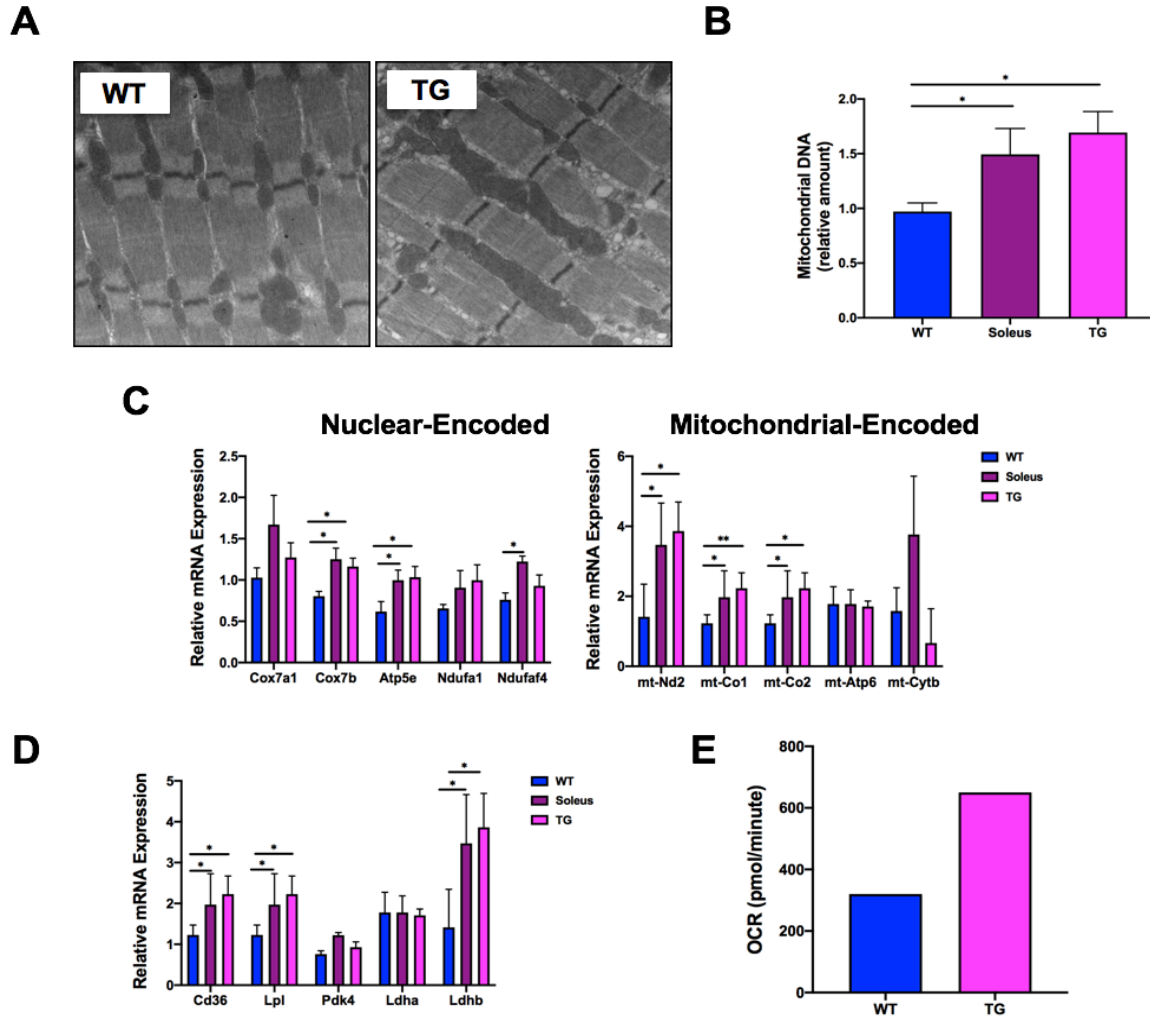 A
WT
TG
B
*
*
Mitochondrial DNA
(relative amount)
2.0
1.5
1.0
0.5
0.0
WT Soleus TG
C
Nuclear-Encoded
Relative mRNA Expression
2.5
2.0
1.5
1.0
0.5
0.0
*
*
*
*
*
Cox7a1 Cox7b Atp5e Ndufa1 Ndufaf4
Mitochondrial-Encoded
Relative mRNA Expression
6
4
2
0
*
*
**
*
*
*
mt-Nd2 mt-Co1 mt-Co2 mt-Atp6 mt-Cytb
WT
Soleus
TG
D
Relative mRNA Expression
5
4
3
2
1
0
*
*
*
*
*
*
Cd36 Lpl Pdk4 Ldha Ldhb
WT
Soleus
TG
E
OCR (pmol/minute)
800
600
400
200
0
WT TG